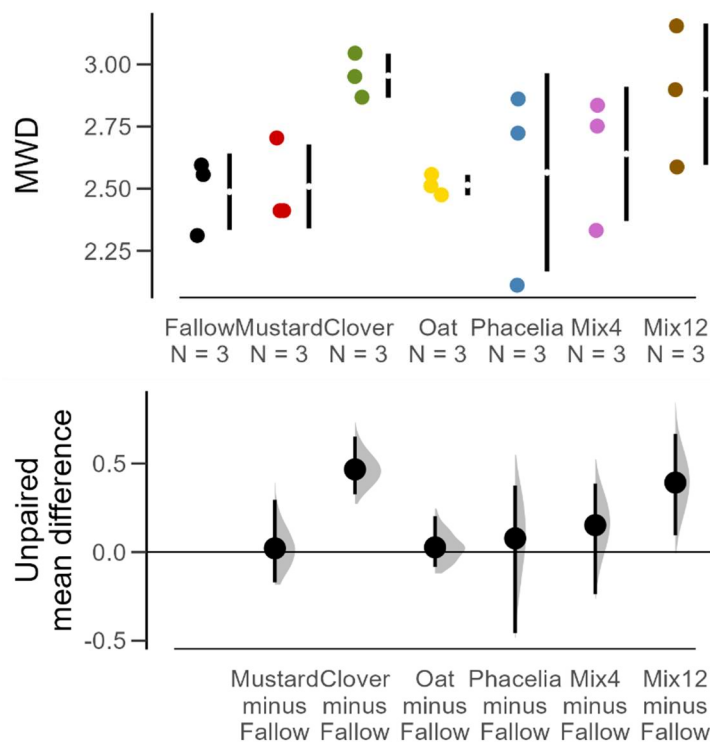 MWD
3.00
2.75
2.50
2.25
Fallow Mustard Clover Oat Phacelia Mix4 Mix12
N = 3 N = 3 N = 3 N = 3 N = 3 N = 3 N = 3
Unpaired
mean difference
0.5
0.0
-0.5
Mustard Clover Oat Phacelia Mix4 Mix12
minus minus minus minus minus minus
Fallow Fallow Fallow Fallow Fallow Fallow